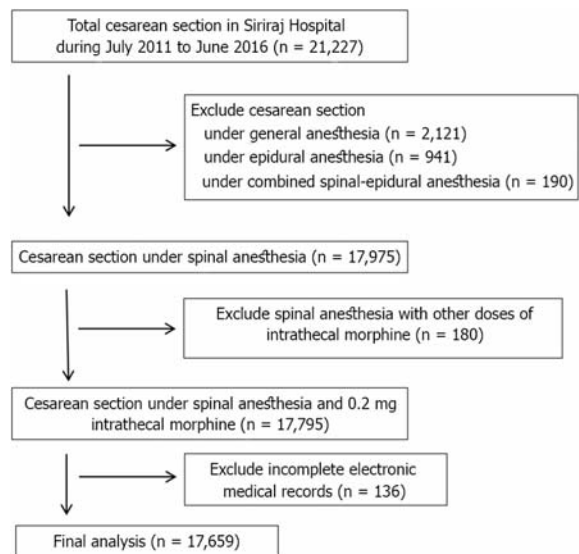 Total cesarean section in Siriraj Hospital
during July 2011 to June 2016 (n = 21,227)
Exclude cesarean section
under general anesthesia (n = 2,121)
under epidural anesthesia (n = 941)
under combined spinal-epidural anesthesia (n = 190)
Cesarean section under spinal anesthesia (n = 17,975)
Exclude spinal anesthesia with other doses of
intrathecal morphine (n = 180)
Cesarean section under spinal anesthesia and 0.2 mg
intrathecal morphine (n = 17,795)
Exclude incomplete electronic
medical records (n = 136)
Final analysis (n = 17,659)